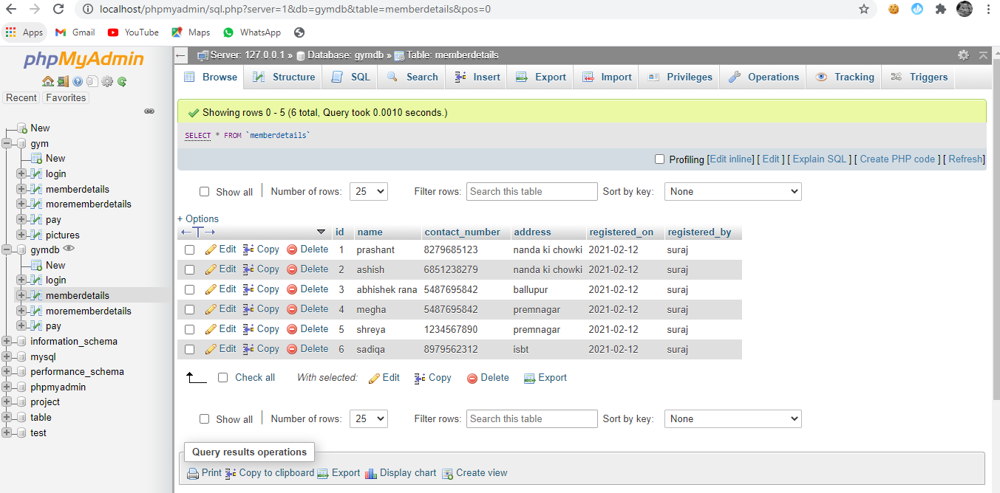 localhost/phpmyadmin/sql.php?server=1&db=gymdb&table=memberdetails&pos=0
Apps Gmail YouTube Maps WhatsApp
phpMyAdmin
Recent Favorites
New
gym
New
login
memberdetails
morememberdetails
pay
pictures
gymdb
New
login
memberdetails
morememberdetails
pay
information_schema
mysql
performance_schema
phpmyadmin
project
table
test
Server: 127.0.0.1 » Database: gymdb » Table: memberdetails
Browse Structure SQL Search Insert Export Import Privileges Operations Tracking Triggers
Showing rows 0 - 5 (6 total, Query took 0.0010 seconds.)
SELECT * FROM `memberdetails`
Profiling [Edit inline] [ Edit ] [ Explain SQL ] [ Create PHP code ] [ Refresh]
Show all Number of rows: 25 Filter rows: Search this table Sort by key: None
+ Options
←T→ id name contact_number address registered_on registered_by
Edit Copy Delete 1 prashant 8279685123 nanda ki chowki 2021-02-12 suraj
Edit Copy Delete 2 ashish 6851238279 nanda ki chowki 2021-02-12 suraj
Edit Copy Delete 3 abhishek rana 5487695842 ballupur 2021-02-12 suraj
Edit Copy Delete 4 megha 5487695842 premnagar 2021-02-12 suraj
Edit Copy Delete 5 shreya 1234567890 premnagar 2021-02-12 suraj
Edit Copy Delete 6 sadiqa 8979562312 isbt 2021-02-12 suraj
Check all With selected: Edit Copy Delete Export
Show all Number of rows: 25 Filter rows: Search this table Sort by key: None
Query results operations
Print Copy to clipboard Export Display chart Create view